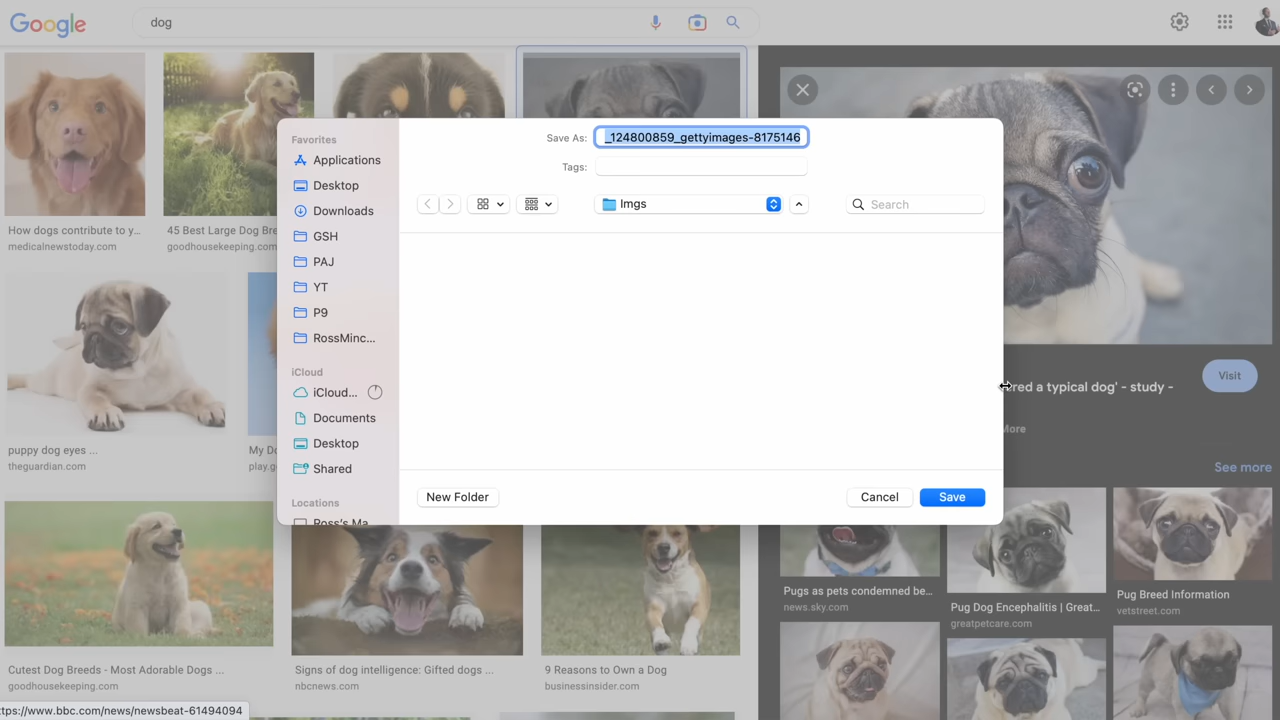 Google
dog
Favorites
Applications
Desktop
Downloads
GSH
PAJ
YT
P9
RossMinc...
iCloud
iCloud...
Documents
Desktop
Shared
Locations
Ross's Ma
Save As: _124800859_gettyimages-8175146
Tags:
Imgs
Search
New Folder
Cancel
Save
How dogs contribute to y...
medicalnewstoday.com
45 Best Large Dog Bre
goodhousekeeping.com
puppy dog eyes ...
theguardian.com
My Do
play.g
Cutest Dog Breeds - Most Adorable Dogs ...
goodhousekeeping.com
Signs of dog intelligence: Gifted dogs ...
nbcnews.com
9 Reasons to Own a Dog
businessinsider.com
red a typical dog' - study -
Visit
More
See more
Pugs as pets condemned be...
news.sky.com
Pug Dog Encephalitis | Great...
greatpetcare.com
Pug Breed Information
vetstreet.com
ttps://www.bbc.com/news/newsbeat-61494094